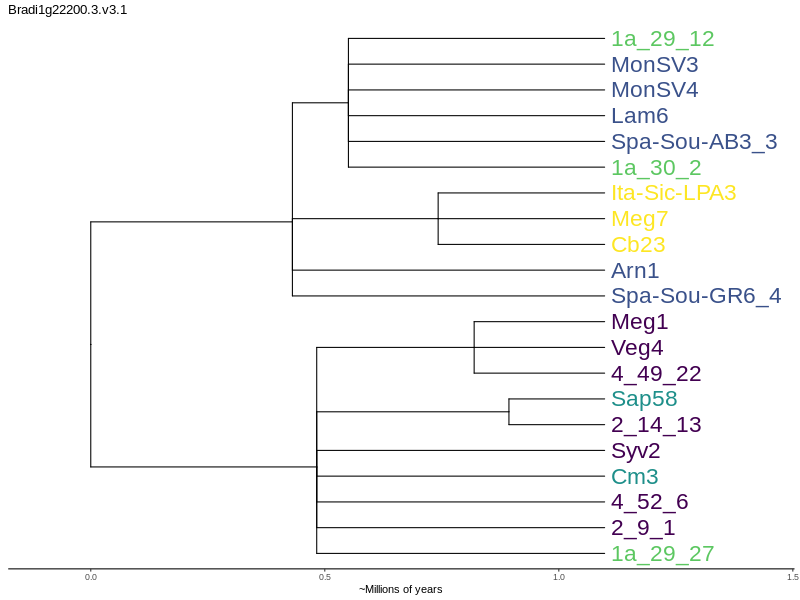 Bradi1g22200.3.v3.1
1a_29_12
MonSV3
MonSV4
Lam6
Spa-Sou-AB3_3
1a_30_2
Ita-Sic-LPA3
Meg7
Cb23
Arn1
Spa-Sou-GR6_4
Meg1
Veg4
4_49_22
Sap58
2_14_13
Syv2
Cm3
4_52_6
2_9_1
1a_29_27
0.0 0.5 1.0 1.5
~Millions of years